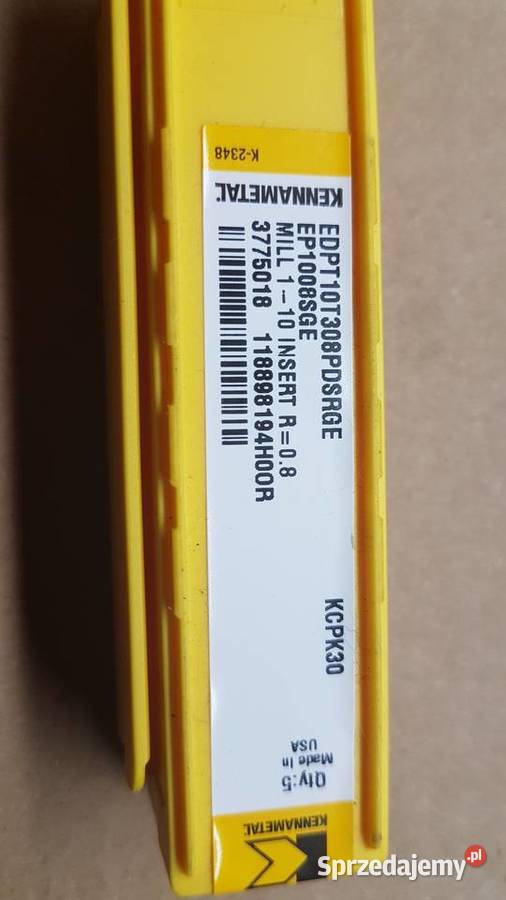 K-2348
KENNAMETAL
EDPT10T308PDSRGE
EP1008SGE
MILL 1-10 INSERT R=0.8
3775018 118898194H00R
KCPK30
Qty:5
Made In
USA
KENNAMETAL
Sprzedajemy.pl